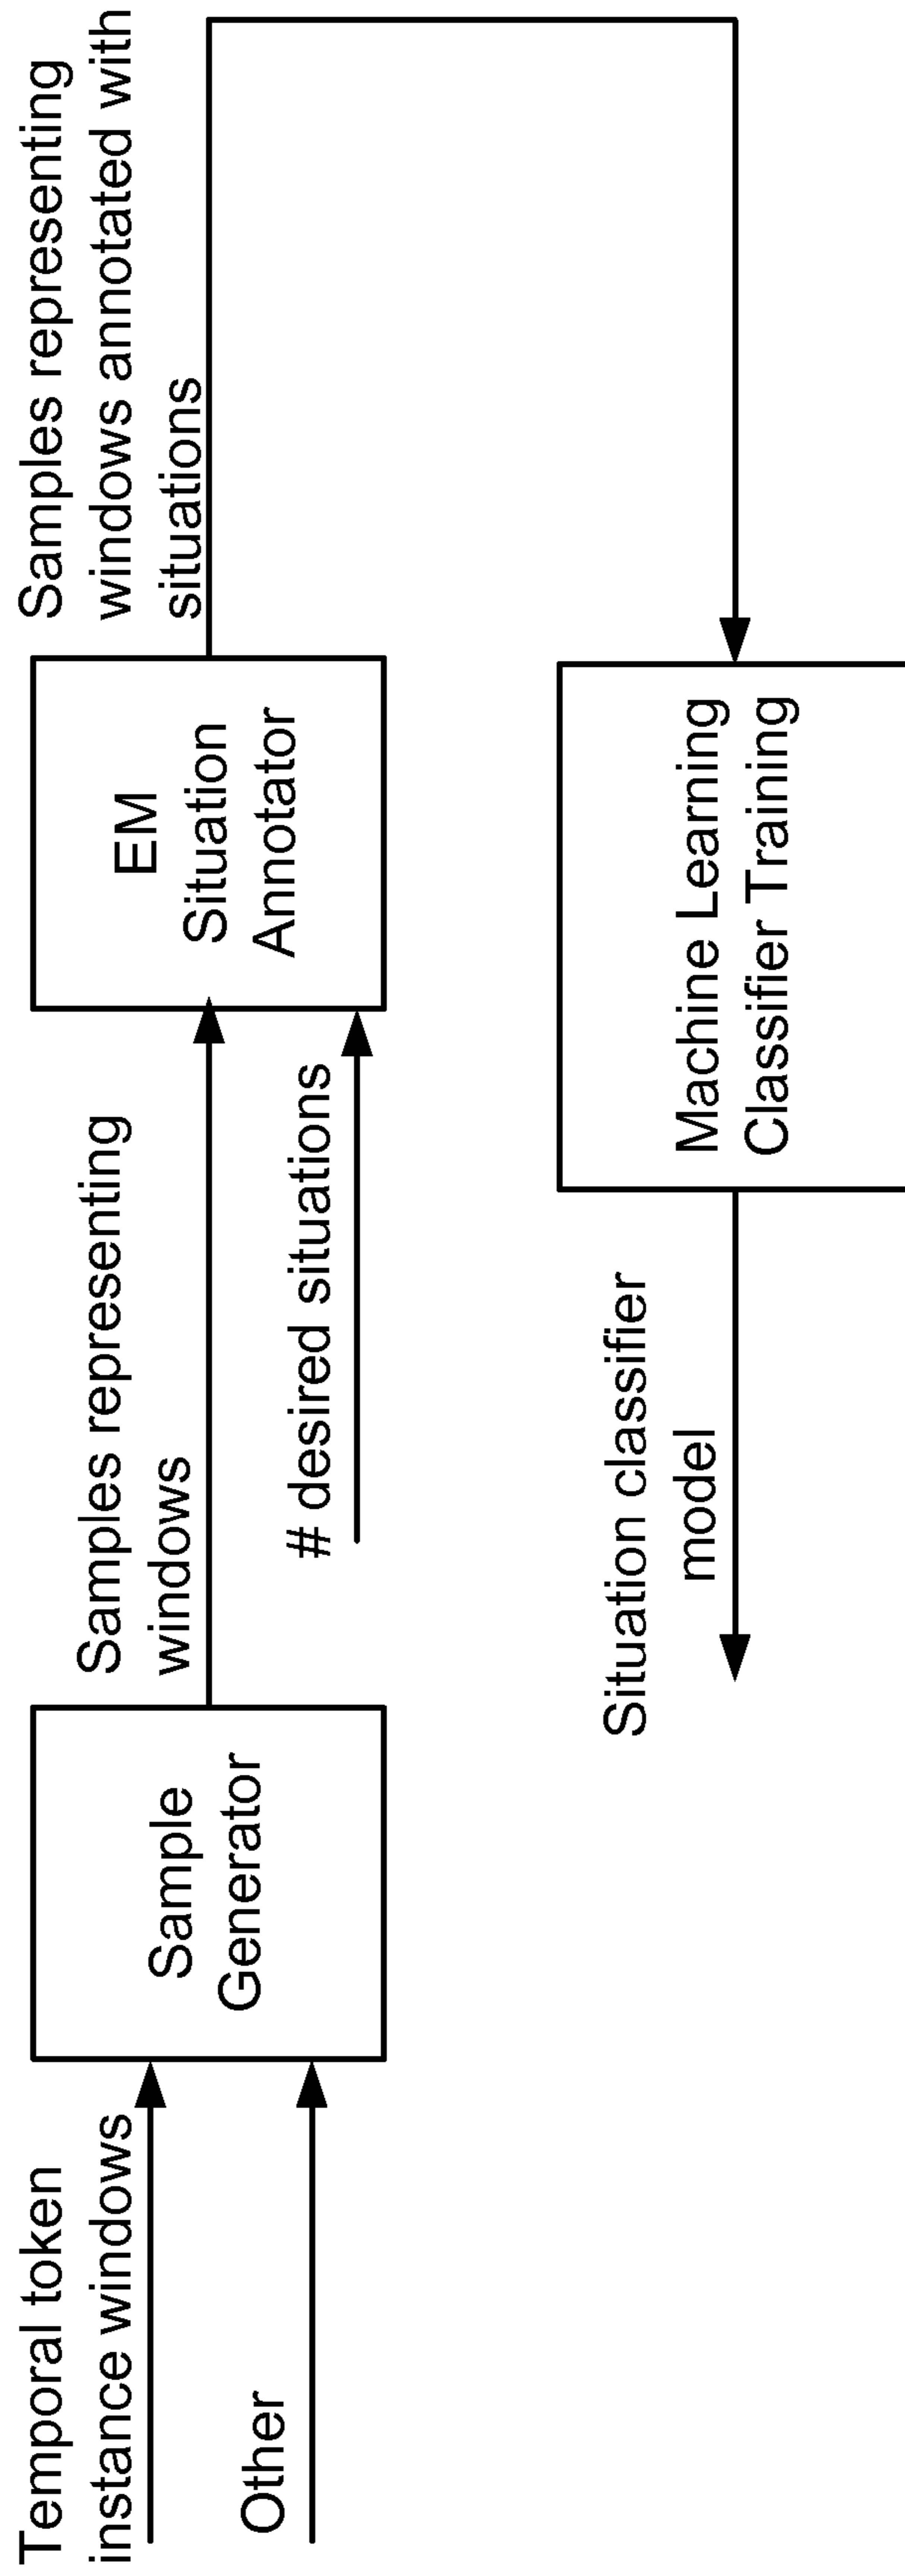 Temporal token
instance windows
Other
Sample
Generator
Samples representing
windows
# desired situations
EM
Situation
Annotator
Samples representing
windows annotated with
situations
Machine Learning
Classifier Training
Situation classifier
model